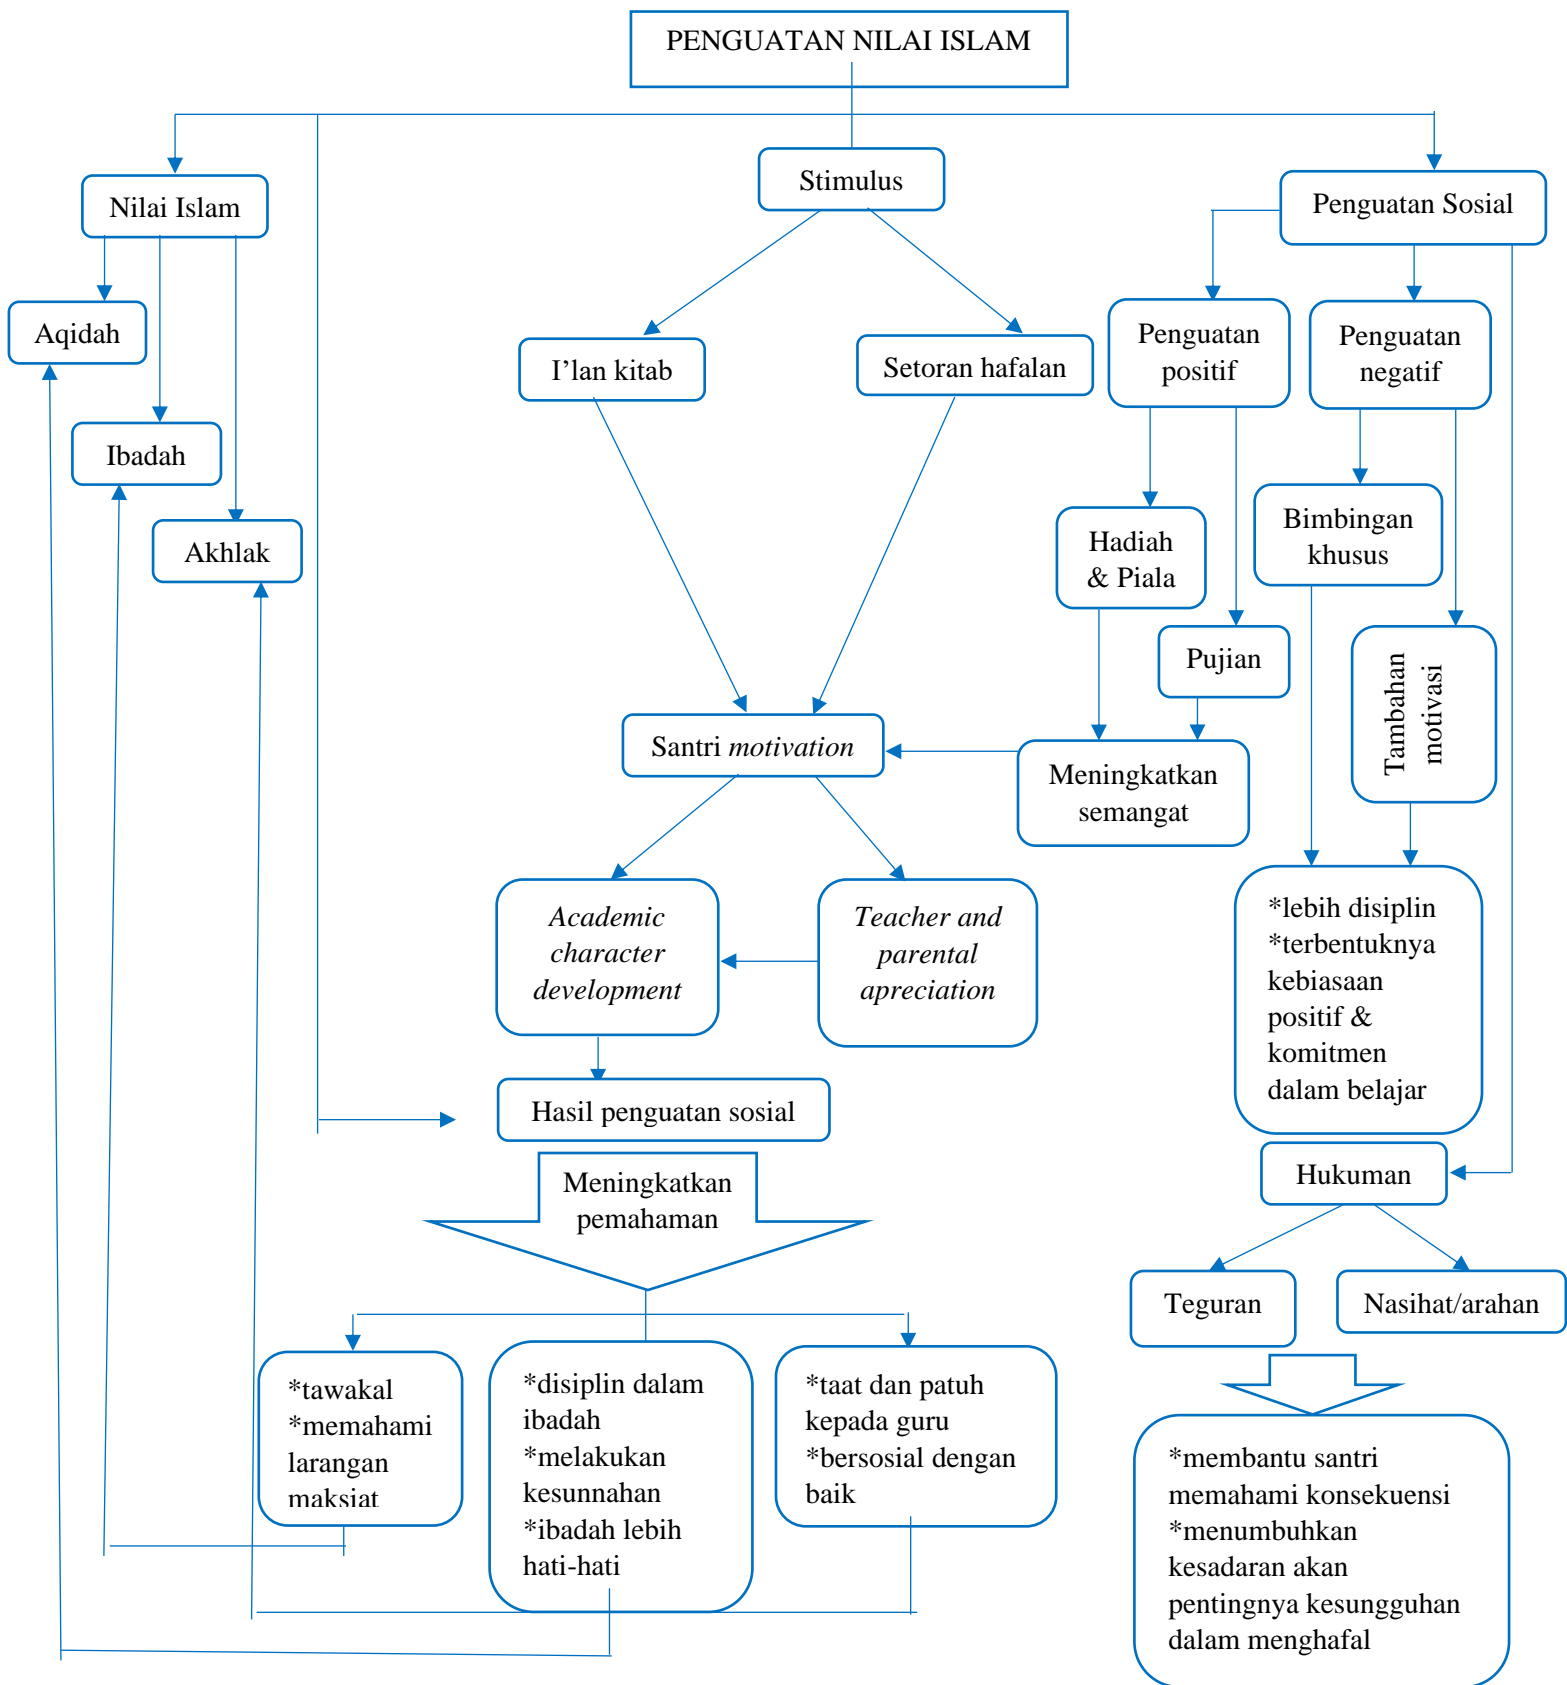 PENGUATAN NILAI ISLAM
Stimulus
Nilai Islam
Penguatan Sosial
Aqidah
I’lan kitab
Setoran hafalan
Penguatan
positif
Penguatan
negatif
Ibadah
Akhlak
Hadiah
& Piala
Bimbingan
khusus
Pujian
Tambahan
motivasi
Santri motivation
Meningkatkan
semangat
Academic
character
development
Teacher and
parental
apreciation
*lebih disiplin
*terbentuknya
kebiasaan
positif &
komitmen
dalam belajar
Hasil penguatan sosial
Meningkatkan
pemahaman
Hukuman
Teguran
Nasihat/arahan
*tawakal
*memahami
larangan
maksiat
*disiplin dalam
ibadah
*melakukan
kesunnahan
*ibadah lebih
hati-hati
*taat dan patuh
kepada guru
*bersosial dengan
baik
*membantu santri
memahami konsekuensi
*menumbuhkan
kesadaran akan
pentingnya kesungguhan
dalam menghafal